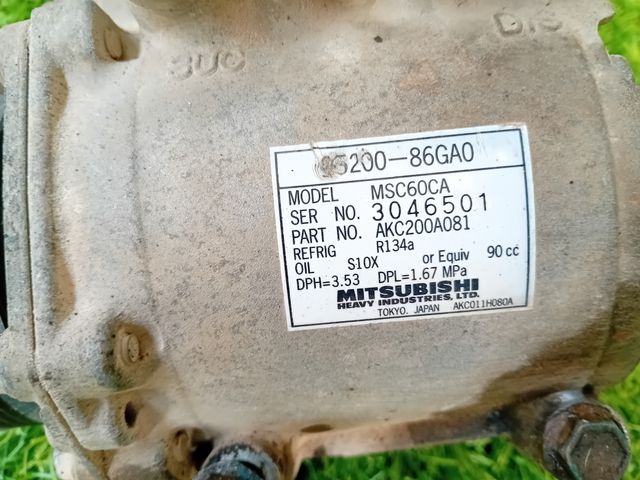 SUC
DIS
95200-86GA0
MODEL MSC60CA
SER NO. 3046501
PART NO. AKC200A081
REFRIG R134a
OIL S10X or Equiv 90 cc
DPH=3.53 DPL=1.67 MPa
MITSUBISHI
HEAVY INDUSTRIES, LTD.
TOKYO, JAPAN AKC011H080A